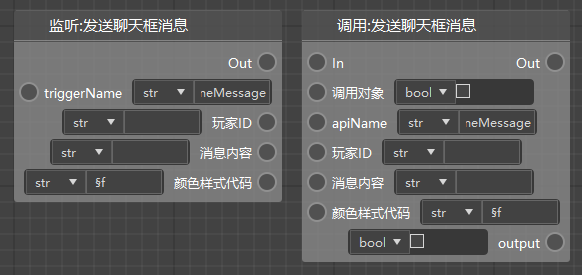 监听:发送聊天框消息
Out
triggerName str neMessage
str 玩家ID
str 消息内容
str §f 颜色样式代码
调用:发送聊天框消息
In Out
调用对象 bool
apiName str neMessage
玩家ID str
消息内容 str
颜色样式代码 str §f
bool output